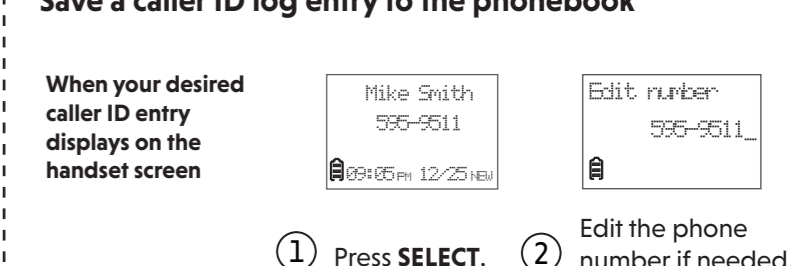 Save a caller ID log entry to the phonebook
When your desired
caller ID entry
displays on the
handset screen
Mike Smith
595-9511
09:05 PM 12/25 NEW
Edit number
595-9511_
1 Press SELECT.
2 Edit the phone
number if needed